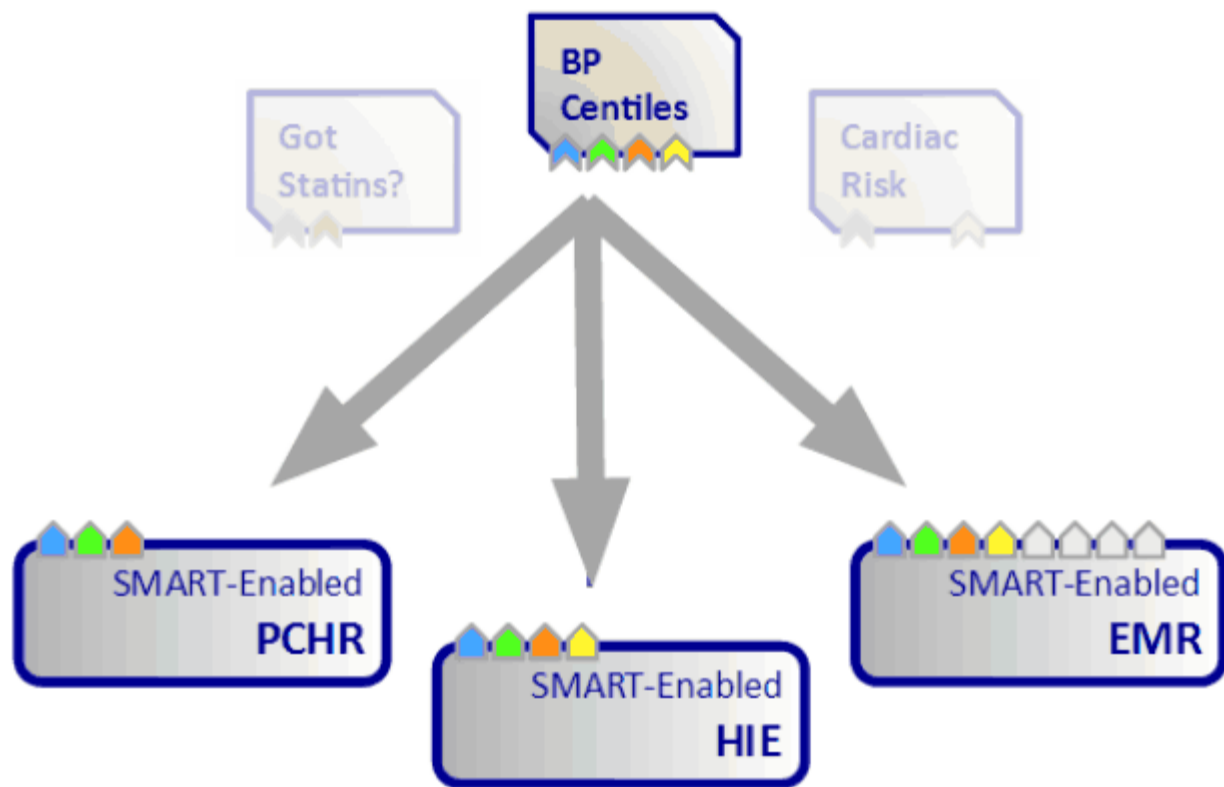 BP
Centiles
Got
Statins?
Cardiac
Risk
SMART-Enabled
PCHR
SMART-Enabled
HIE
SMART-Enabled
EMR